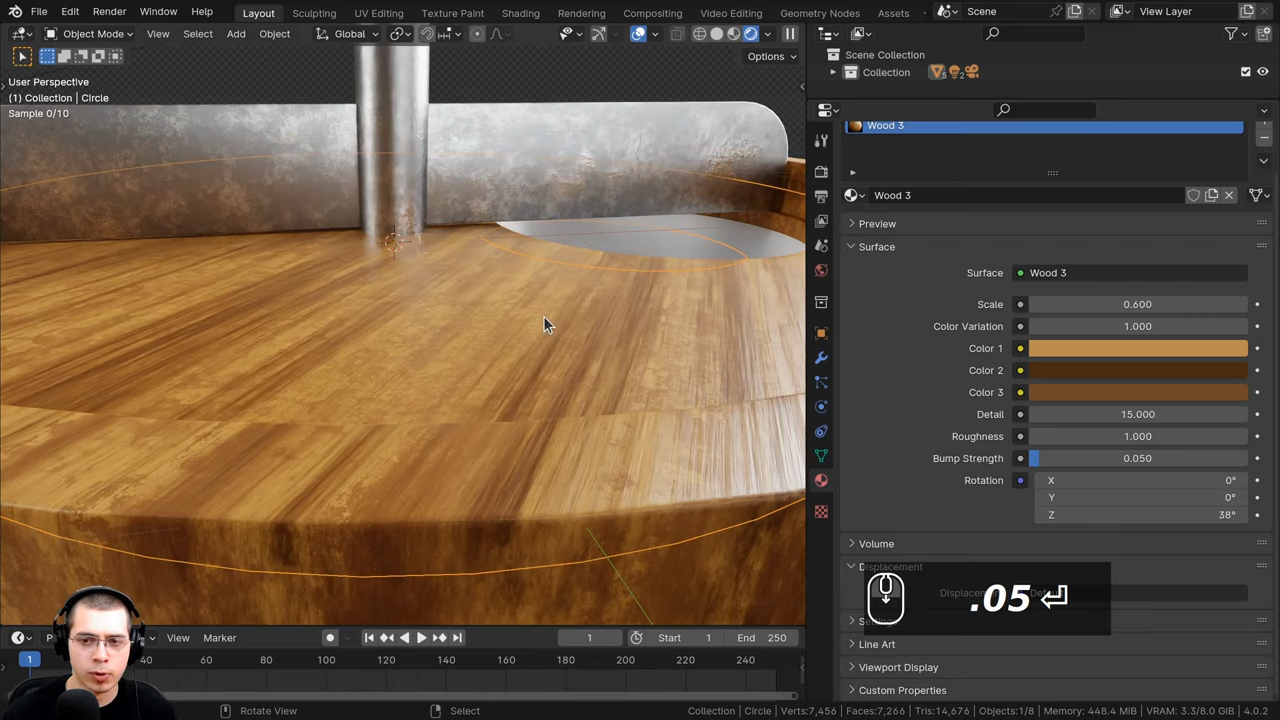 File Edit Render Window Help Layout Sculpting UV Editing Texture Paint Shading Rendering Compositing Video Editing Geometry Nodes Assets Scene View Layer
Object Mode View Select Add Object Global
Options
User Perspective
(1) Collection | Circle
Sample 0/10
Scene Collection
Collection 5 2
Wood 3
Wood 3
Preview
Surface
Surface Wood 3
Scale 0.600
Color Variation 1.000
Color 1
Color 2
Color 3
Detail 15.000
Roughness 1.000
Bump Strength 0.050
Rotation X 0°
Y 0°
Z 38°
Volume
.05
Line Art
Viewport Display
Custom Properties
View Marker 1 Start 1 End 250
1 40 60 80 100 120 140 160 180 200 220 240
Rotate View Select Collection | Circle Verts:7,456 | Faces:7,266 | Tris:14,676 | Objects:1/8 | Memory: 448.4 MiB | VRAM: 3.3/8.0 GiB | 4.0.2